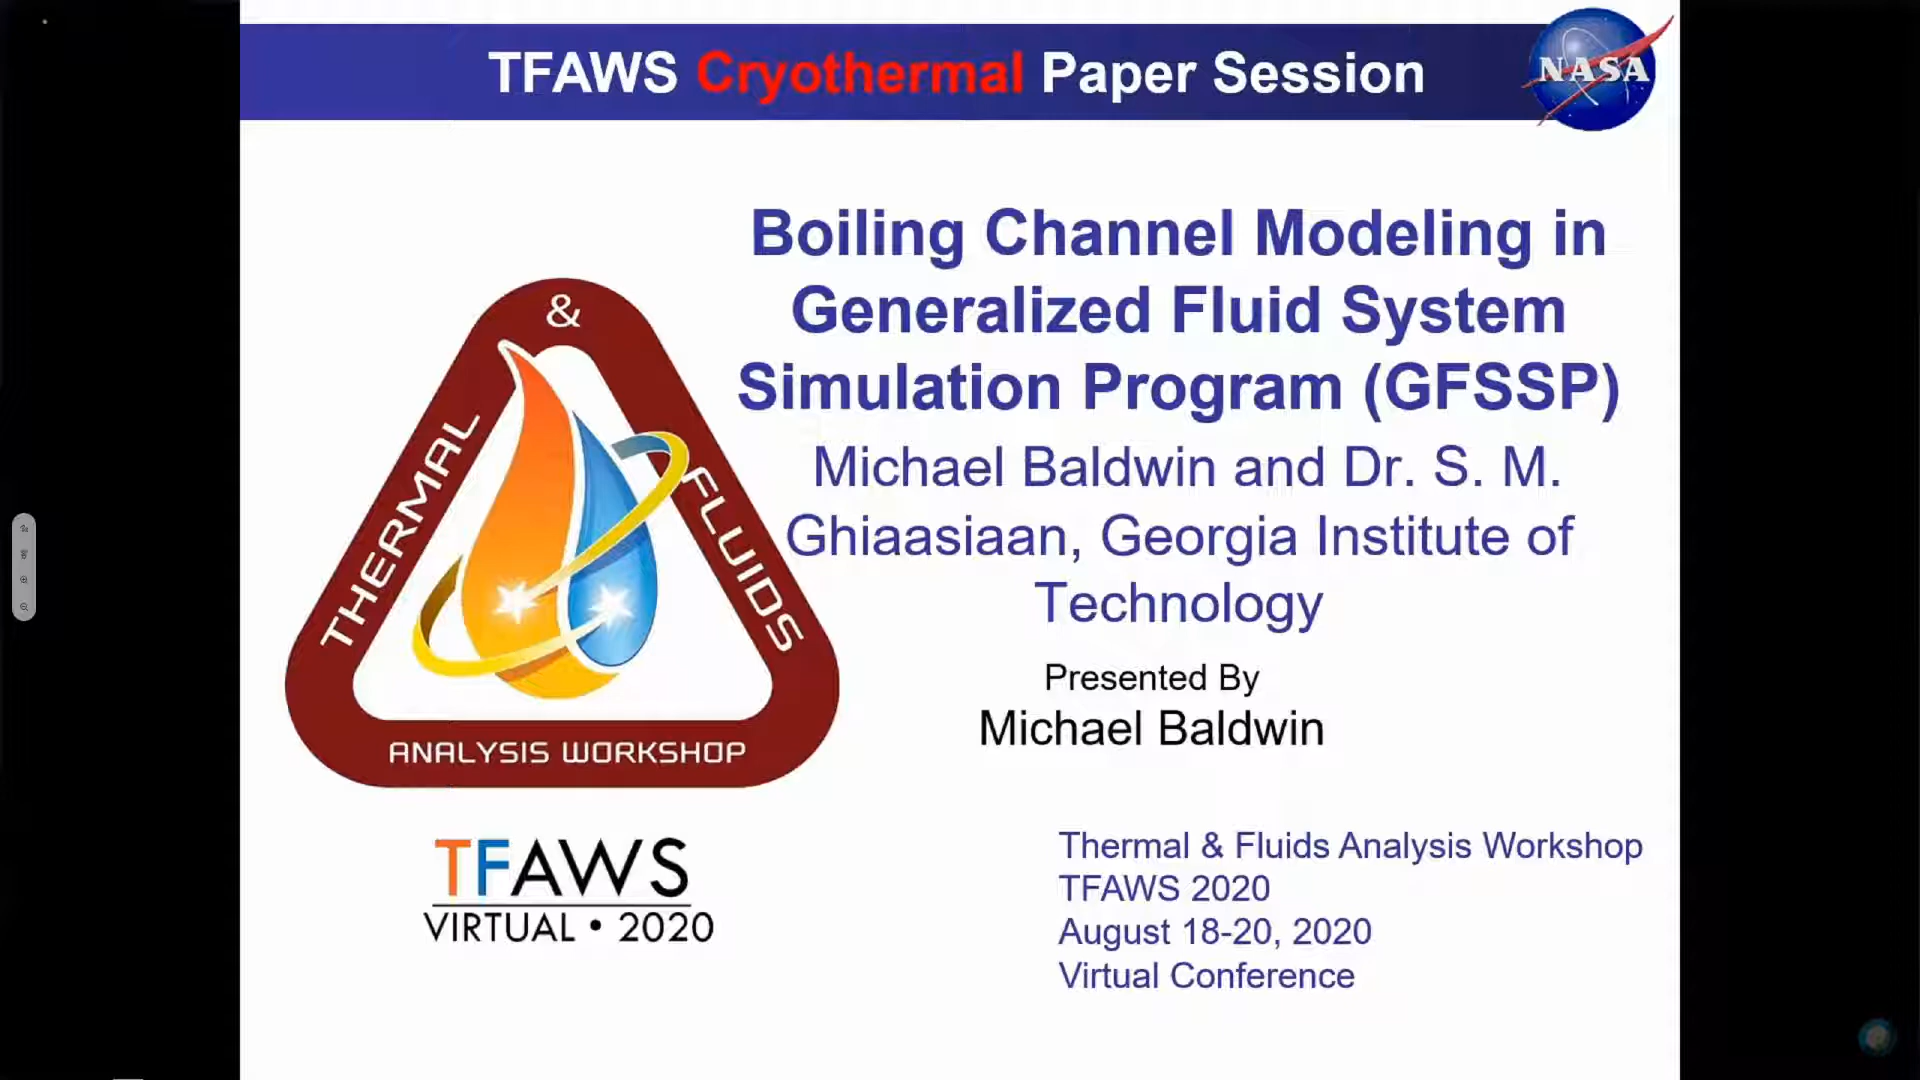 TFAWS Cryothermal Paper Session
NASA
Boiling Channel Modeling in
Generalized Fluid System
Simulation Program (GFSSP)
Michael Baldwin and Dr. S. M.
Ghiaasiaan, Georgia Institute of
Technology
Presented By
Michael Baldwin
THERMAL
&
FLUIDS
ANALYSIS WORKSHOP
TFAWS
VIRTUAL • 2020
Thermal & Fluids Analysis Workshop
TFAWS 2020
August 18-20, 2020
Virtual Conference